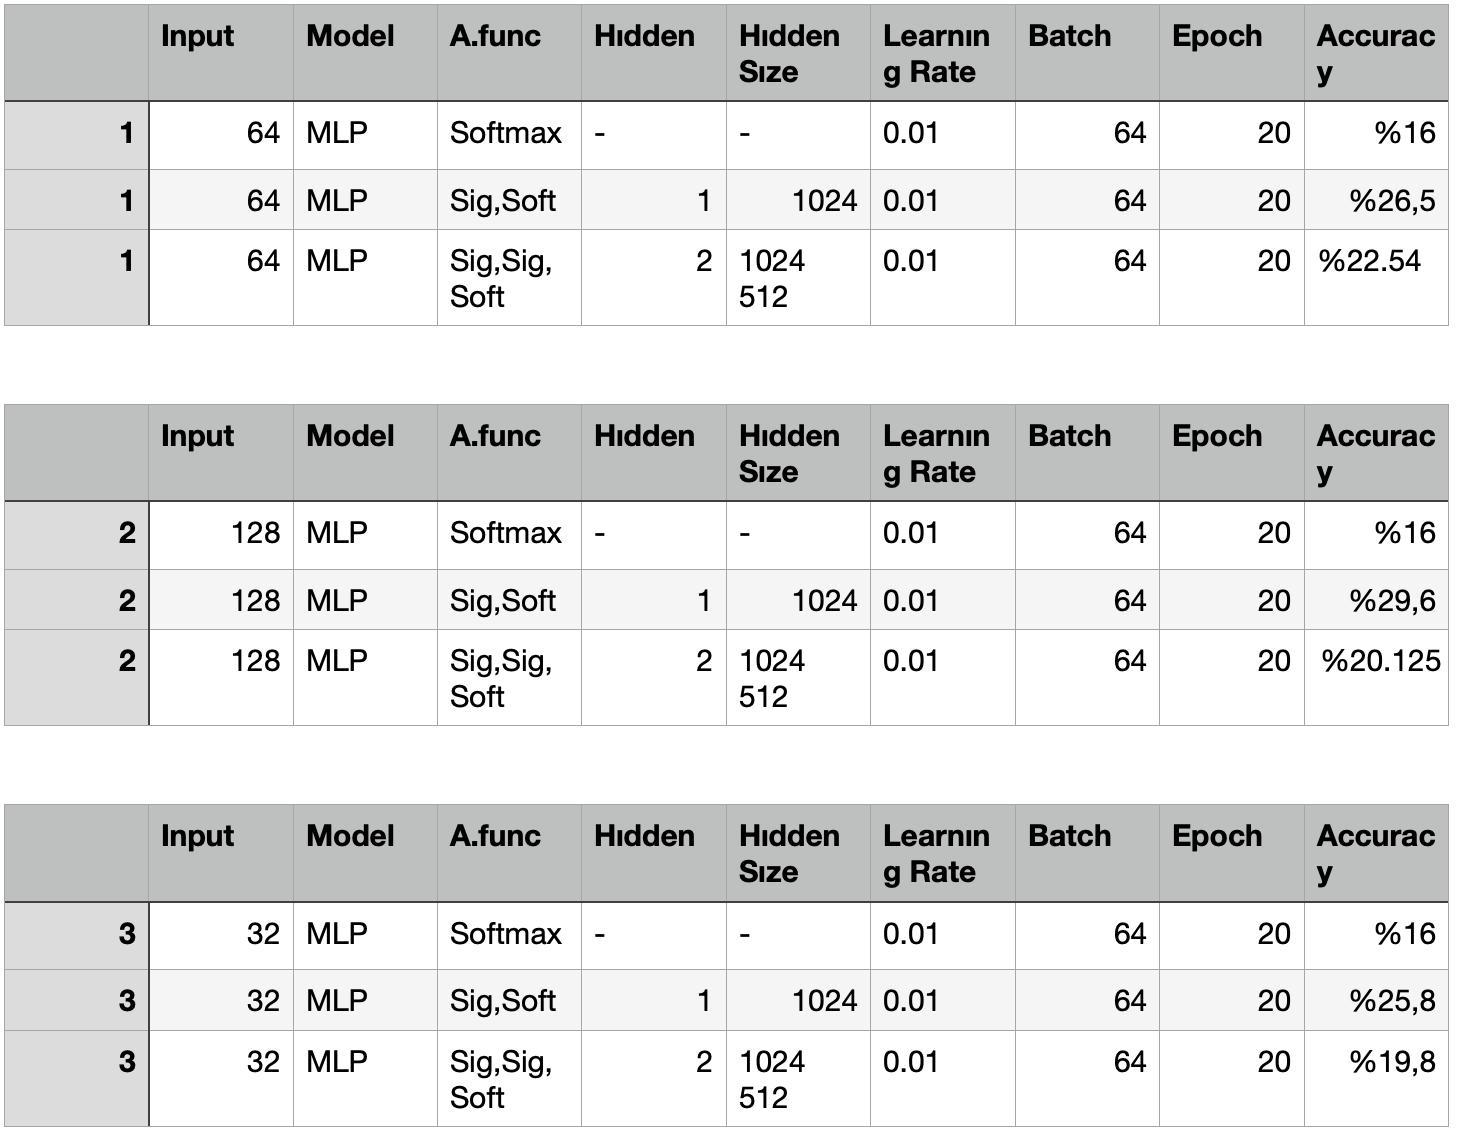 Input Model A.func Hıdden Hıdden Learnın Batch Epoch Accurac
Sıze g Rate y
1 64 MLP Softmax - - 0.01 64 20 %16
1 64 MLP Sig,Soft 1 1024 0.01 64 20 %26,5
1 64 MLP Sig,Sig, 2 1024 0.01 64 20 %22.54
Soft 512
Input Model A.func Hıdden Hıdden Learnın Batch Epoch Accurac
Sıze g Rate y
2 128 MLP Softmax - - 0.01 64 20 %16
2 128 MLP Sig,Soft 1 1024 0.01 64 20 %29,6
2 128 MLP Sig,Sig, 2 1024 0.01 64 20 %20.125
Soft 512
Input Model A.func Hıdden Hıdden Learnın Batch Epoch Accurac
Sıze g Rate y
3 32 MLP Softmax - - 0.01 64 20 %16
3 32 MLP Sig,Soft 1 1024 0.01 64 20 %25,8
3 32 MLP Sig,Sig, 2 1024 0.01 64 20 %19,8
Soft 512